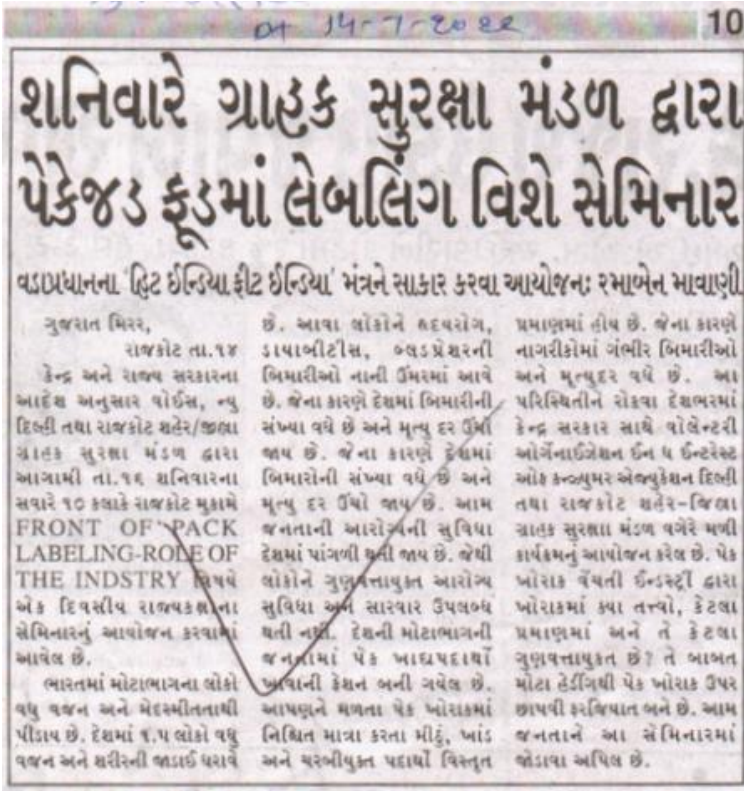 dt 14-7-2022
10
શનિવારે ગ્રાહક સુરક્ષા મંડળ દ્વારા
પેકેજડ ફૂડમાં લેબલિંગ વિશે સેમિનાર
વડાપ્રધાનના 'હિટ ઈન્ડિયા ફીટ ઈન્ડિયા' મંત્રને સાકાર કરવા આયોજન: રમાબેન માવાણી
ગુજરાત મિરર,
રાજકોટ તા.૧૪
કેન્દ્ર અને રાજ્ય સરકારના
આદેશ અનુસાર વોઈસ, ન્યુ
દિલ્હી તથા રાજકોટ શહેર/જીલ્લા
ગ્રાહક સુરક્ષા મંડળ દ્વારા
આગામી તા.૧૬ શનિવારના
સવારે ૧૦ કલાકે રાજકોટ મુકામે
FRONT OF PACK
LABELING-ROLE OF
THE INDSTRY વિષયે
એક દિવસીય રાજ્યકક્ષાના
સેમિનારનું આયોજન કરવામાં
આવેલ છે.
ભારતમાં મોટાભાગના લોકો
વધુ વજન અને મેદસ્મીતતાથી
પીડાય છે. દેશમાં ૧.૫ લોકો વધુ
વજન અને શરીરની જાડાઈ ધરાવે
છે. આવા લોકોને હૃદયરોગ,
ડાયાબીટીસ, બ્લડપ્રેશરની
બિમારીઓ નાની ઉંમરમાં આવે
છે. જેના કારણે દેશમાં બિમારીની
સંખ્યા વધે છે અને મૃત્યુ દર ઉંચો
જાય છે. જેના કારણે દેશમાં
બિમારોની સંખ્યા વધે છે અને
મૃત્યુ દર ઉંચો જાય છે. આમ
જનતાની આરોગ્યની સુવિધા
દેશમાં પાંગળી થતી જાય છે. જેથી
લોકોને ગુણવત્તાયુક્ત આરોગ્ય
સુવિધા અને સારવાર ઉપલબ્ધ
થતી નથી. દેશની મોટાભાગની
જનતામાં પેક ખાદ્યપદાર્થો
ખાવાની ફેશન બની ગયેલ છે.
આપણને મળતા પેક ખોરાકમાં
નિશ્ચિત માત્રા કરતા મીઠું, ખાંડ
અને ચરબીયુક્ત પદાર્થો વિસ્તૃત
પ્રમાણમાં હોય છે. જેના કારણે
નાગરીકોમાં ગંભીર બિમારીઓ
અને મૃત્યુદર વધે છે. આ
પરિસ્થિતીને રોકવા દેશભરમાં
કેન્દ્ર સરકાર સાથે વોલેન્ટરી
ઓર્ગેનાઈઝેશન ઈન ધ ઈન્ટરેસ્ટ
ઓફ કન્ઝ્યુમર એજ્યુકેશન દિલ્હી
તથા રાજકોટ શહેર-જિલ્લા
ગ્રાહક સુરક્ષાા મંડળ વગેરે મળી
કાર્યક્રમનું આયોજન કરેલ છે. પેક
ખોરાક વેંચતી ઈન્ડસ્ટ્રી દ્વારા
ખોરાકમાં ક્યા તત્ત્વો, કેટલા
પ્રમાણમાં અને તે કેટલા
ગુણવત્તાયુકત છે? તે બાબત
મોટા હેડીંગથી પેક ખોરાક ઉપર
છાપવી ફરજિયાત બને છે. આમ
જનતાને આ સેમિનારમાં
જોડાવા અપિલ છે.